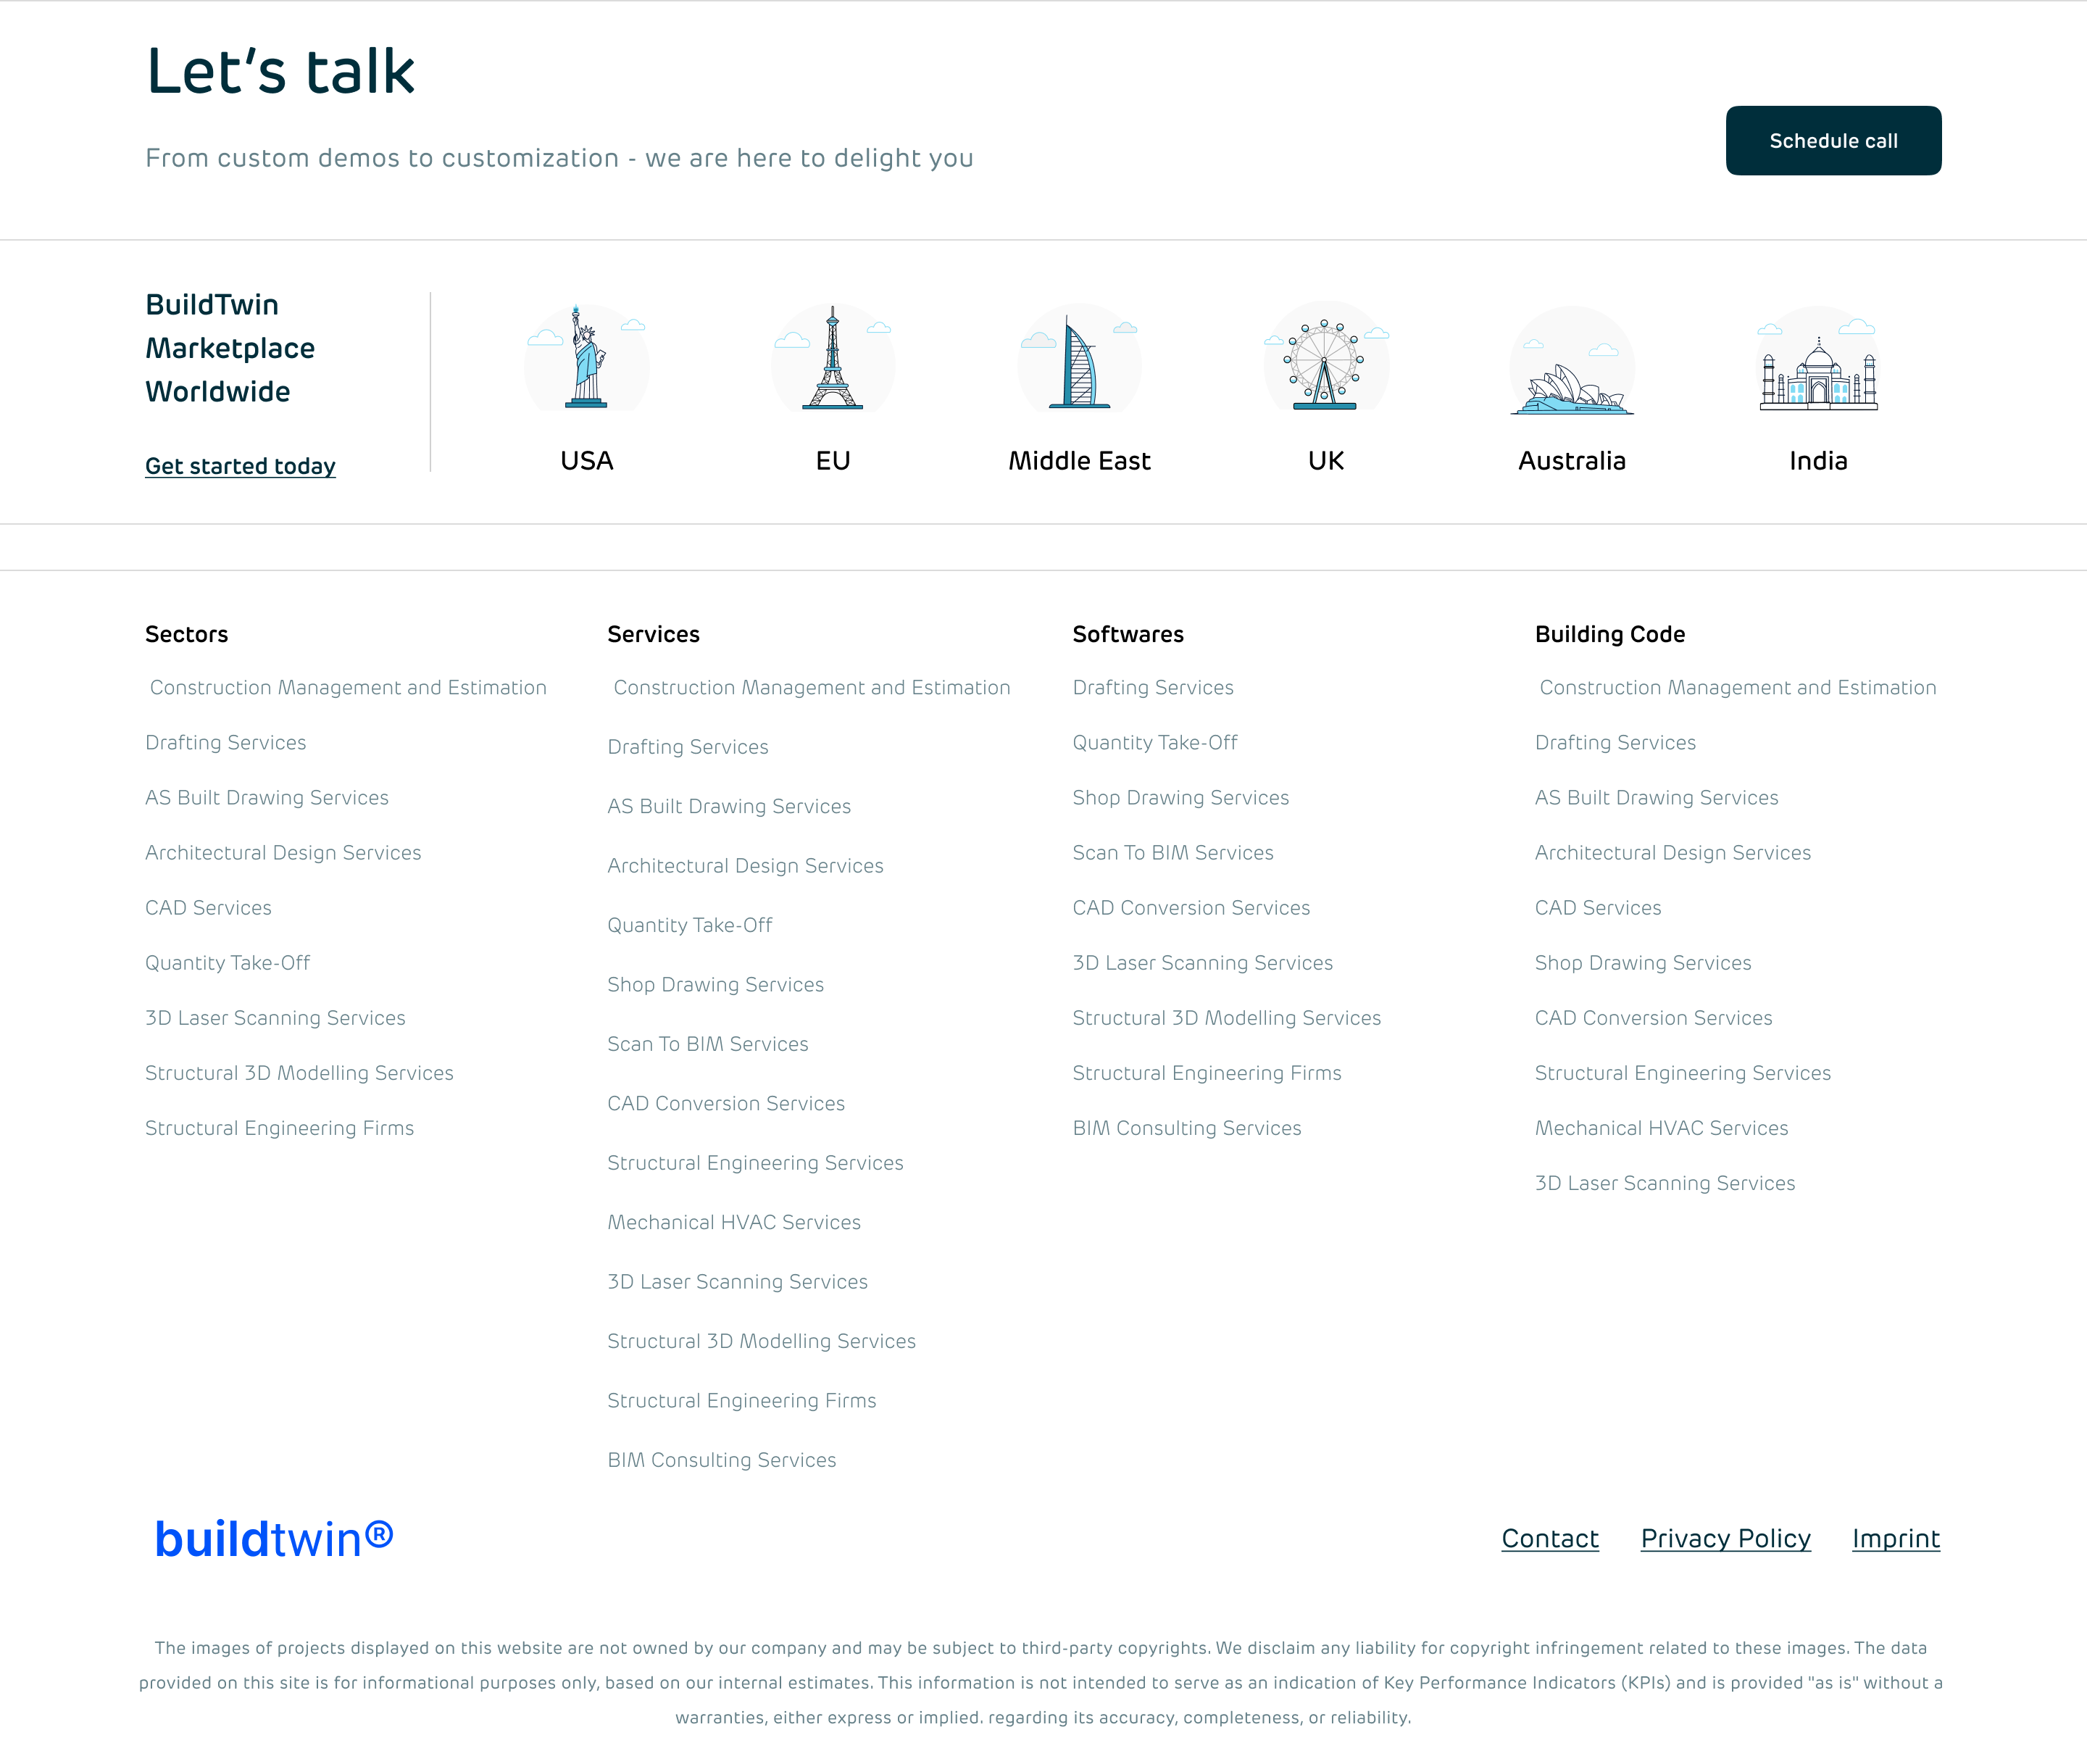 Let's talk
From custom demos to customization - we are here to delight you
Schedule call
BuildTwin
Marketplace
Worldwide
Get started today
USA
EU
Middle East
UK
Australia
India
Sectors
Construction Management and Estimation
Drafting Services
AS Built Drawing Services
Architectural Design Services
CAD Services
Quantity Take-Off
3D Laser Scanning Services
Structural 3D Modelling Services
Structural Engineering Firms
Services
Construction Management and Estimation
Drafting Services
AS Built Drawing Services
Architectural Design Services
Quantity Take-Off
Shop Drawing Services
Scan To BIM Services
CAD Conversion Services
Structural Engineering Services
Mechanical HVAC Services
3D Laser Scanning Services
Structural 3D Modelling Services
Structural Engineering Firms
BIM Consulting Services
Softwares
Drafting Services
Quantity Take-Off
Shop Drawing Services
Scan To BIM Services
CAD Conversion Services
3D Laser Scanning Services
Structural 3D Modelling Services
Structural Engineering Firms
BIM Consulting Services
Building Code
Construction Management and Estimation
Drafting Services
AS Built Drawing Services
Architectural Design Services
CAD Services
Shop Drawing Services
CAD Conversion Services
Structural Engineering Services
Mechanical HVAC Services
3D Laser Scanning Services
buildtwin®
Contact
Privacy Policy
Imprint
The images of projects displayed on this website are not owned by our company and may be subject to third-party copyrights. We disclaim any liability for copyright infringement related to these images. The data
provided on this site is for informational purposes only, based on our internal estimates. This information is not intended to serve as an indication of Key Performance Indicators (KPIs) and is provided "as is" without a
warranties, either express or implied. regarding its accuracy, completeness, or reliability.